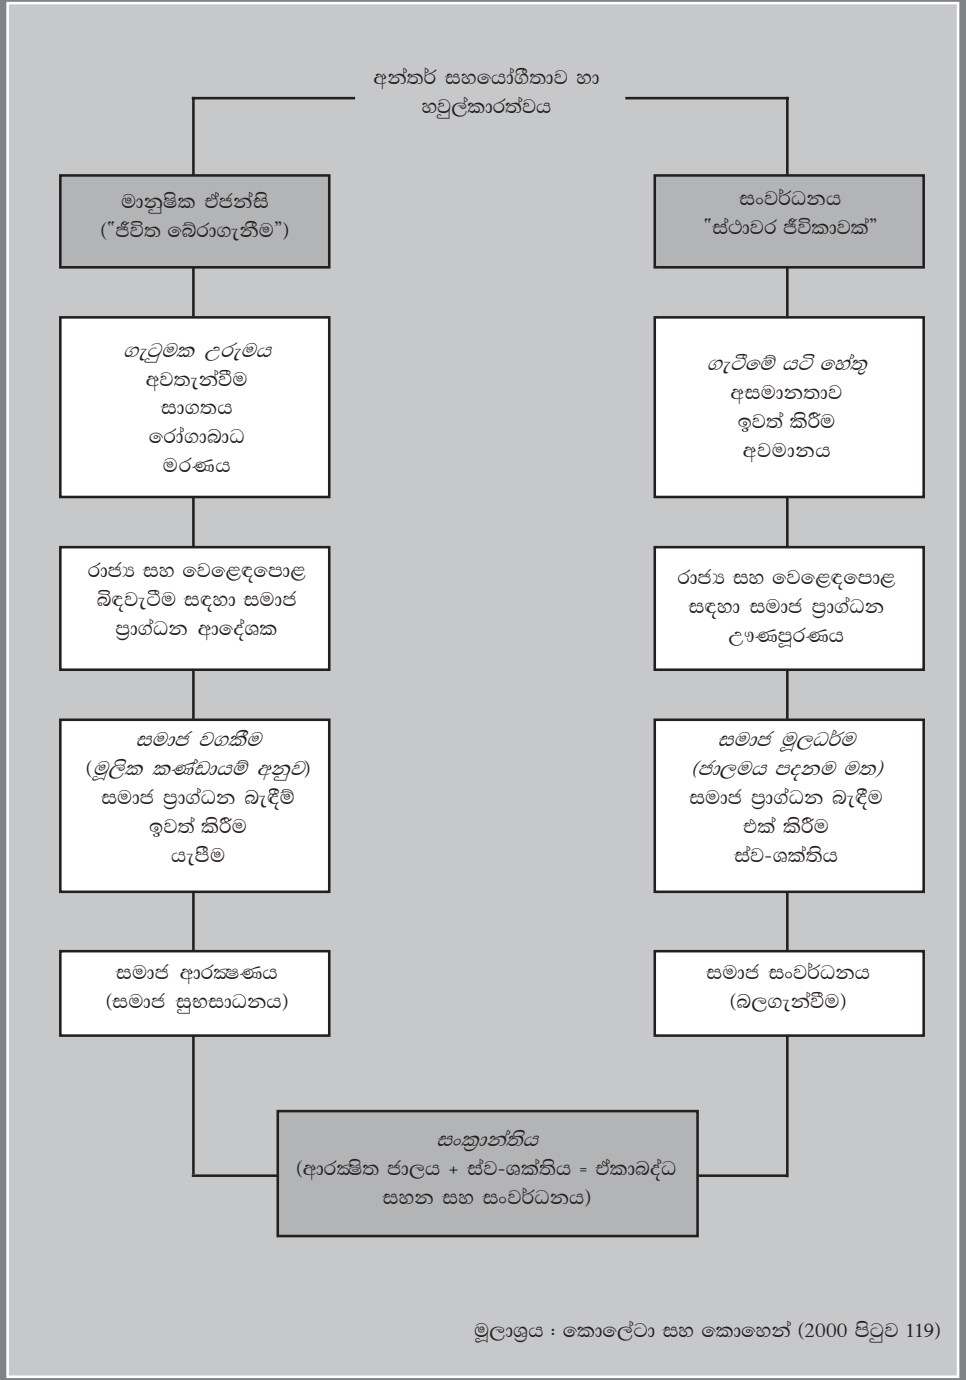 අන්තර් සහයෝගීතාව හා
හවුල්කාරත්වය
මානුෂික ඒජන්සි
("ජීවිත බේරාගැනීම")
ගැටුමක උරුමය
අවතැන්වීම
සාගතය
රෝගාබාධ
මරණය
රාජ්‍ය සහ වෙළෙඳපොළ
බිඳවැටීම සඳහා සමාජ
ප්‍රාග්ධන ආදේශක
සමාජ වගකීම
(මූලික කණ්ඩායම් අනුව)
සමාජ ප්‍රාග්ධන බැඳීම්
ඉවත් කිරීම
යැපීම
සමාජ ආරක්‍ෂණය
(සමාජ සුභසාධනය)
සංවර්ධනය
"ස්ථාවර ජීවිකාවක්"
ගැටීමේ යටි හේතු
අසමානතාව
ඉවත් කිරීම
අවමානය
රාජ්‍ය සහ වෙළෙඳපොළ
සඳහා සමාජ ප්‍රාග්ධන
ඌණපූරණය
සමාජ මූලධර්ම
(ජාලමය පදනම මත)
සමාජ ප්‍රාග්ධන බැඳීම
එක් කිරීම
ස්ව-ශක්තිය
සමාජ සංවර්ධනය
(බලගැන්වීම)
සංක්‍රාන්තිය
(ආරක්‍ෂිත ජාලය + ස්ව-ශක්තිය = ඒකාබද්ධ
සහන සහ සංවර්ධනය)
මූලාශ්‍රය : කොලේටා සහ කොහෙන් (2000 පිටුව 119)